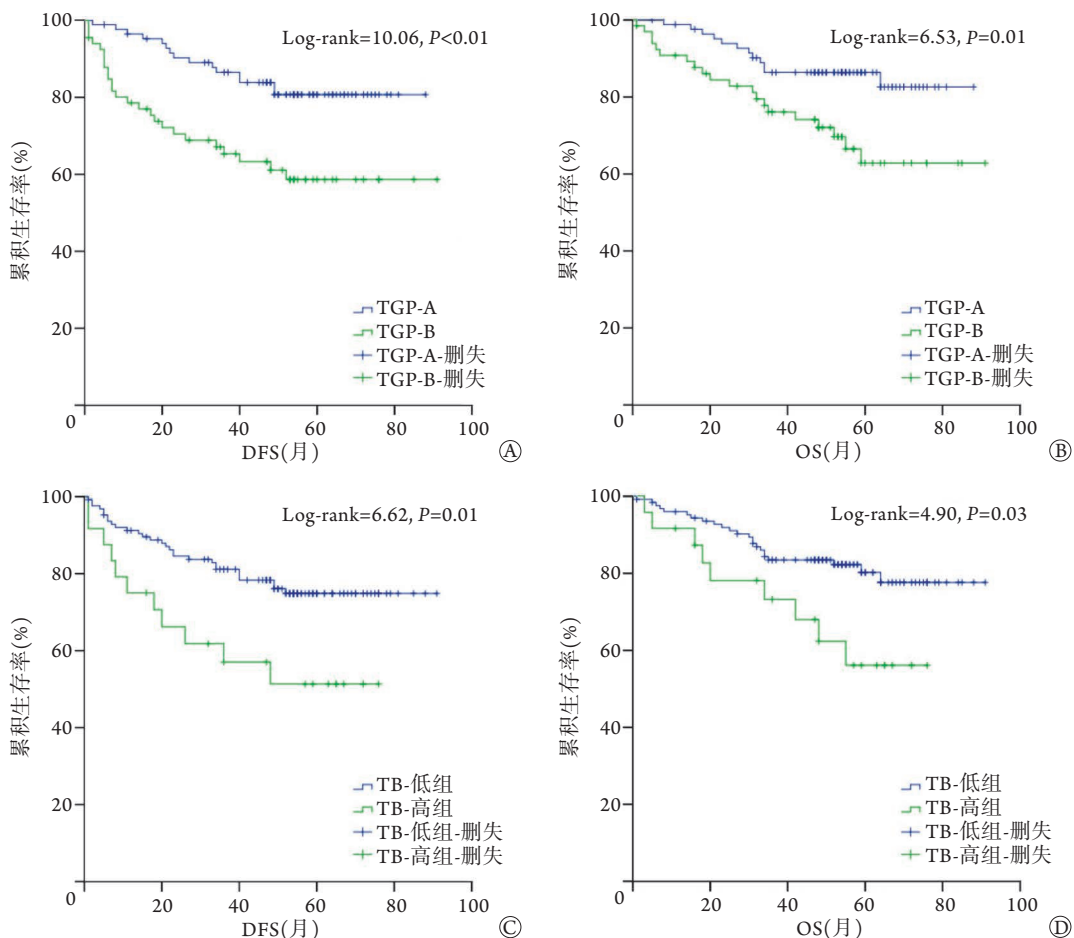 100
80
60
40
20
0
累积生存率(%)
Log-rank=10.06, P<0.01
TGP-A
TGP-B
TGP-A-删失
TGP-B-删失
20 40 60 80 100
DFS(月)
Ⓐ
100
80
60
40
20
0
累积生存率(%)
Log-rank=6.53, P=0.01
TGP-A
TGP-B
TGP-A-删失
TGP-B-删失
20 40 60 80 100
OS(月)
Ⓑ
100
80
60
40
20
0
累积生存率(%)
Log-rank=6.62, P=0.01
TB-低组
TB-高组
TB-低组-删失
TB-高组-删失
20 40 60 80 100
DFS(月)
Ⓒ
100
80
60
40
20
0
累积生存率(%)
Log-rank=4.90, P=0.03
TB-低组
TB-高组
TB-低组-删失
TB-高组-删失
20 40 60 80 100
OS(月)
Ⓓ